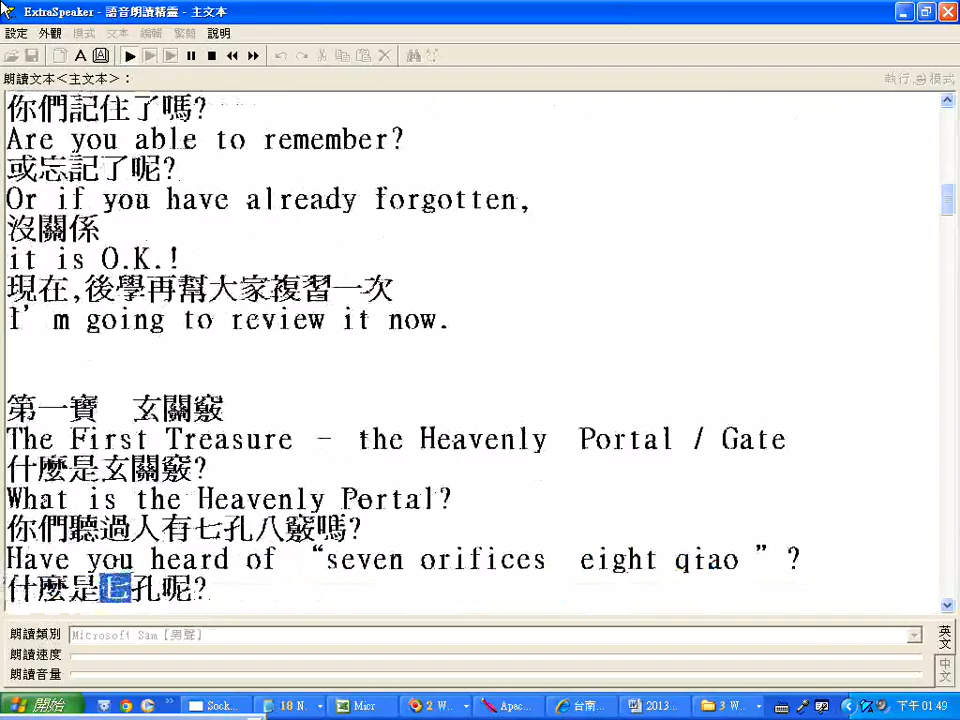 ExtraSpeaker - 語音朗讀精靈 - 主文本
設定 外觀 模式 文本 編輯 繁簡 說明
朗讀文本<主文本>： 執行 模式
你們記住了嗎?
Are you able to remember?
或忘記了呢?
Or if you have already forgotten,
沒關係
it is O.K.!
現在,後學再幫大家複習一次
I'm going to review it now.
第一寶 玄關竅
The First Treasure - the Heavenly Portal / Gate
什麼是玄關竅?
What is the Heavenly Portal?
你們聽過人有七孔八竅嗎?
Have you heard of “seven orifices eight qiao ”?
什麼是七孔呢?
朗讀類別 Microsoft Sam【男聲】 英文
朗讀速度
朗讀音量 中文
開始 Sock... 18 N... Micr 2 W... Apac... 台南... 2013... 3 W... 下午 01:49